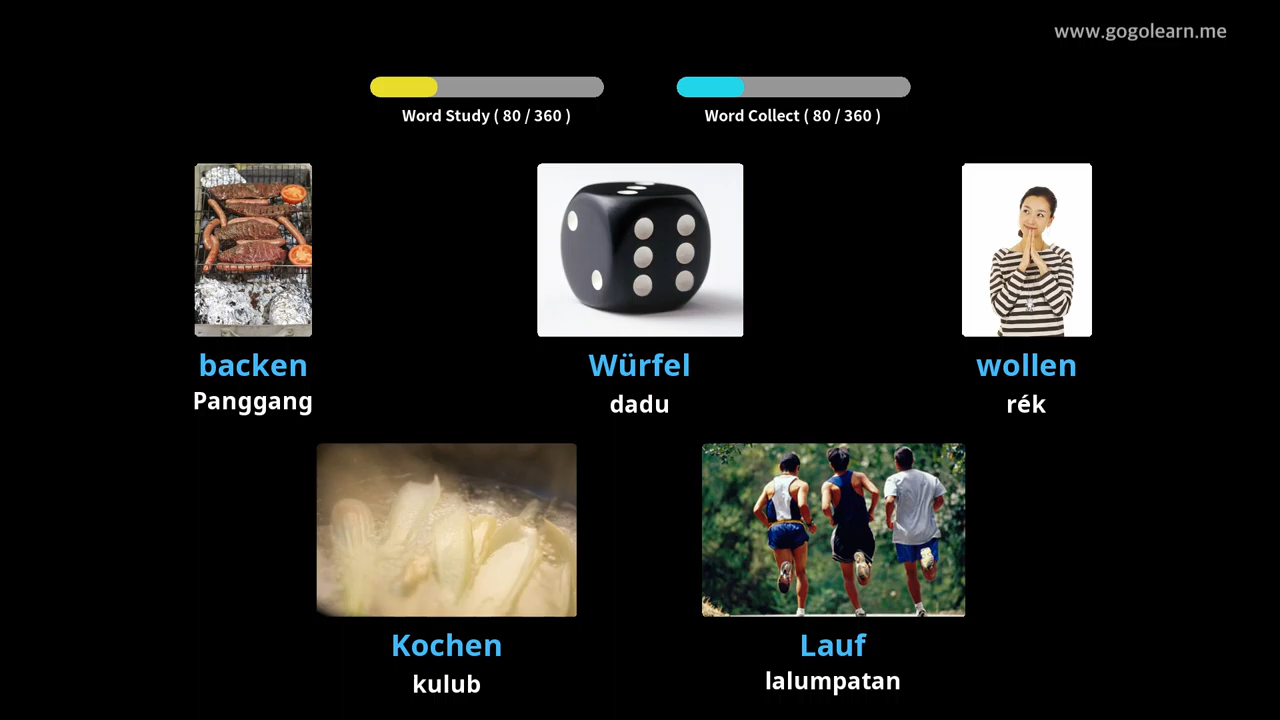 www.gogolearn.me
Word Study ( 80 / 360 )
Word Collect ( 80 / 360 )
backen
Panggang
Würfel
dadu
wollen
rék
Kochen
kulub
Lauf
lalumpatan